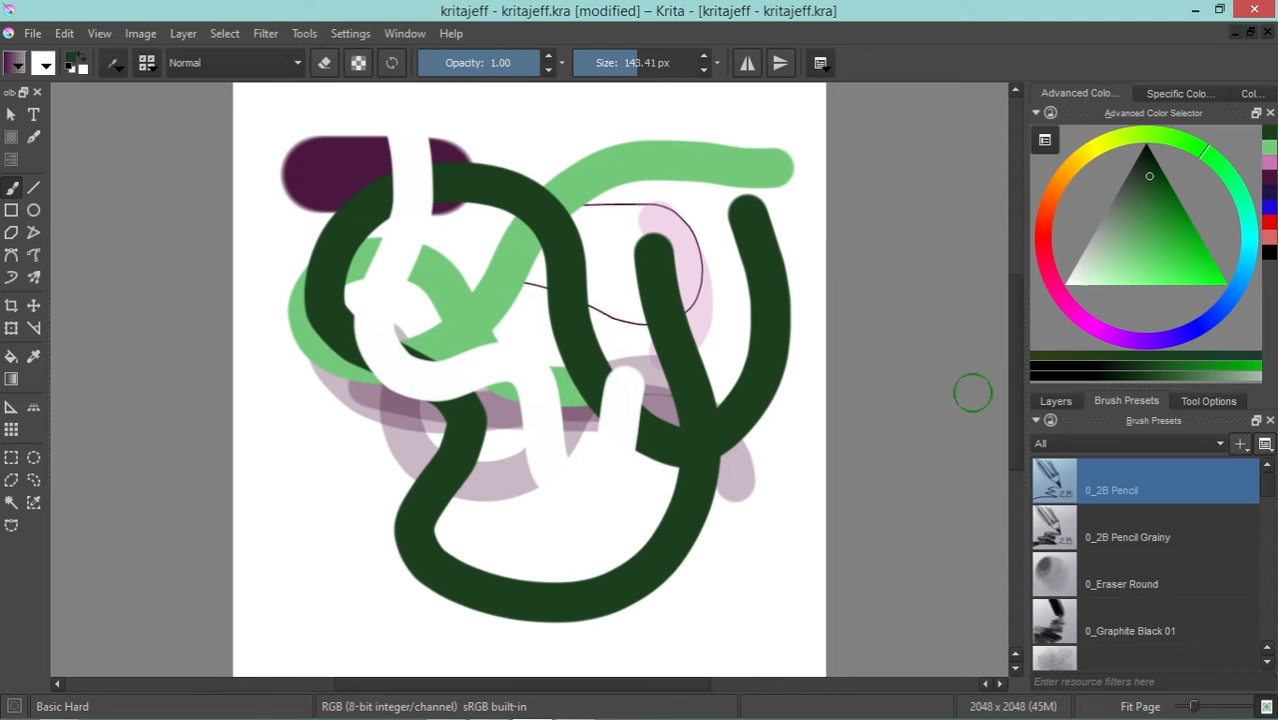 kritajeff - kritajeff.kra [modified] – Krita - [kritajeff - kritajeff.kra]
File Edit View Image Layer Select Filter Tools Settings Window Help
Normal Opacity: 1.00 Size: 143.41 px
olb
Advanced Colo... Specific Colo... Col...
Advanced Color Selector
Layers Brush Presets Tool Options
Brush Presets
All
0_2B Pencil
0_2B Pencil Grainy
0_Eraser Round
0_Graphite Black 01
Enter resource filters here
Basic Hard RGB (8-bit integer/channel) sRGB built-in 2048 x 2048 (45M) Fit Page